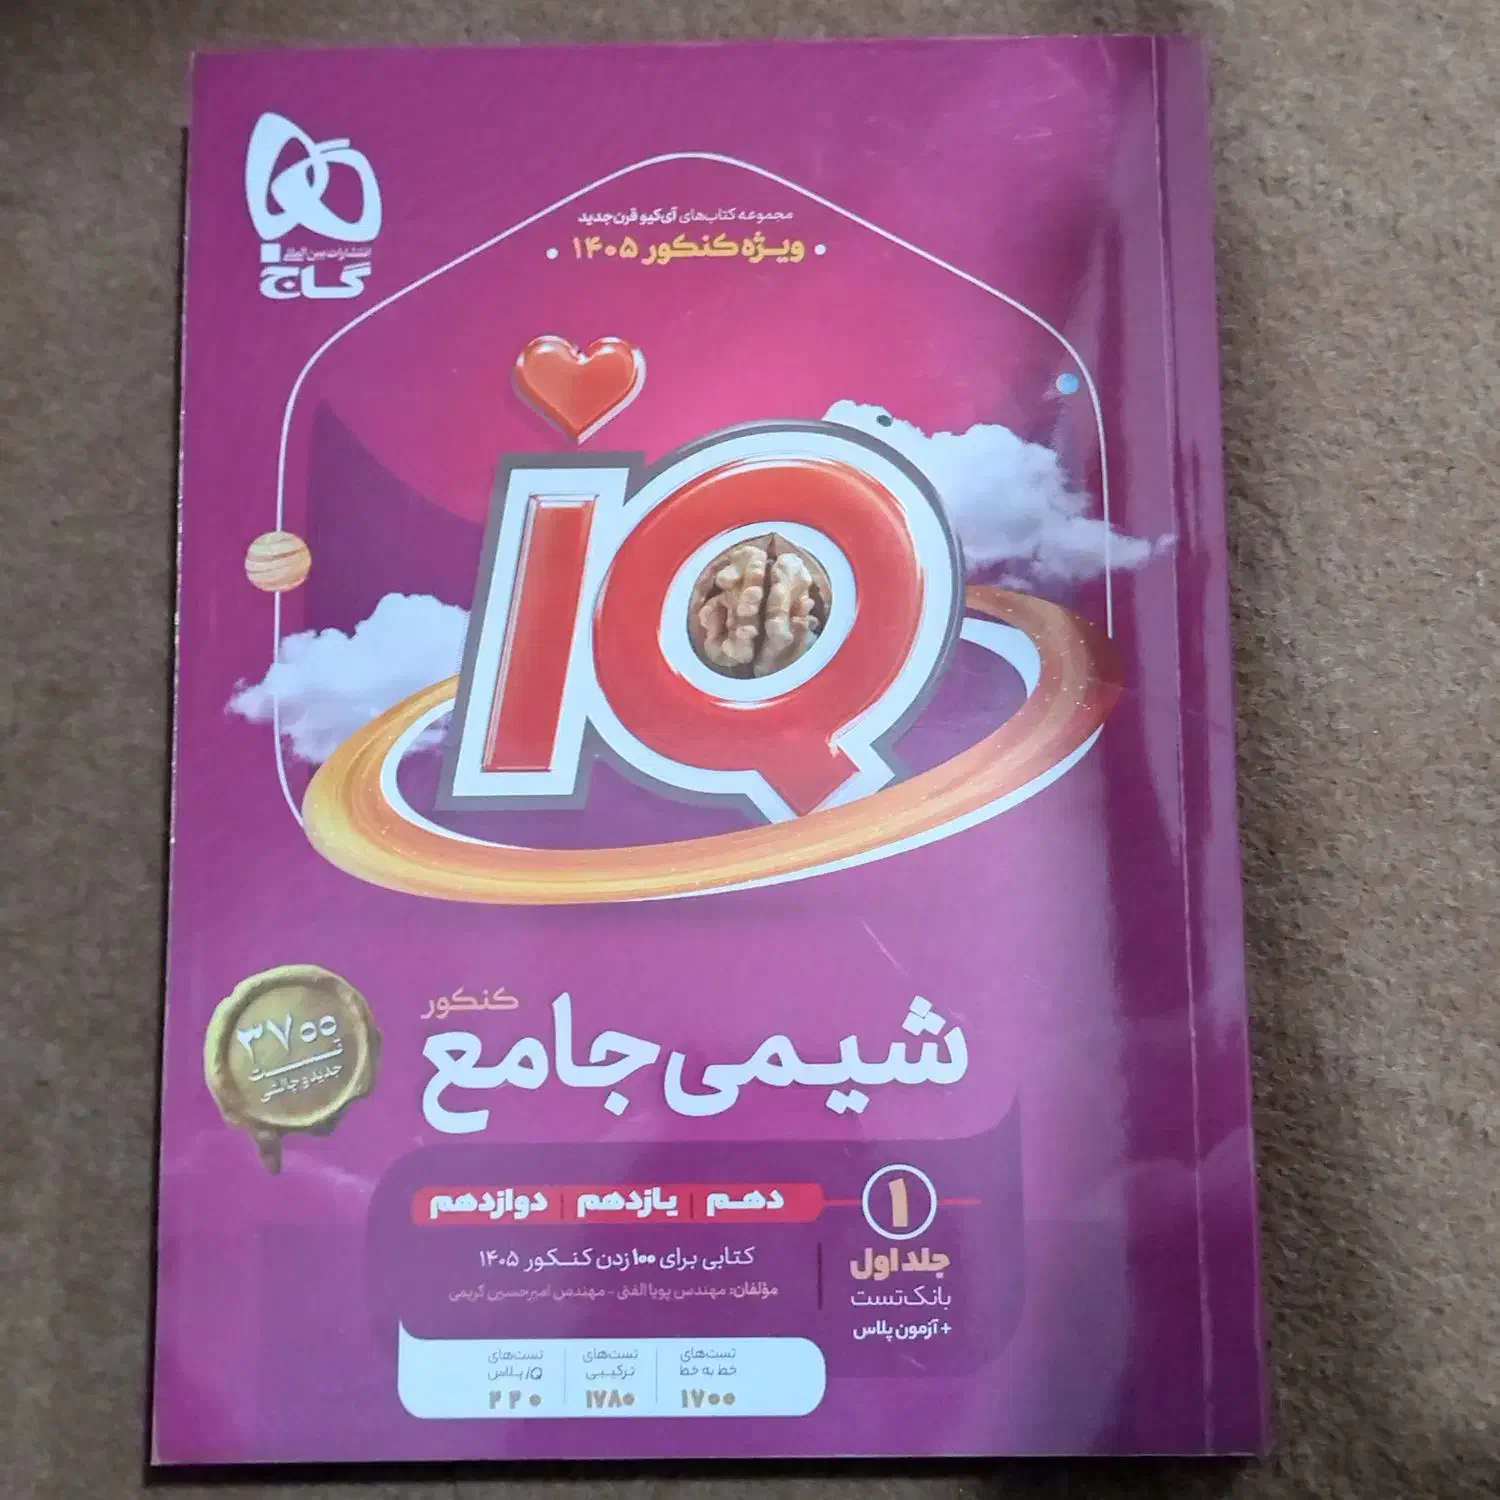 انتشارات بین‌المللی
گاج
مجموعه کتاب‌های آی‌کیو قرن جدید
• ویـژه کنکور ۱۴۰۵ •
IQ
کنکور
شیمی جامع
۳۷۰۰
تست
جدید و چالشی
دهم | یازدهم | دوازدهم
کتابی برای ۱۰۰ زدن کنکور ۱۴۰۵
مؤلفان: مهندس پویا الفتی - مهندس امیرحسین کریمی
۱
جلد اول
بانک تست
+ آزمون پلاس
تست‌های خط به خط ۱۷۰۰
تست‌های ترکیبی ۱۷۸۰
تست‌های IQ پلاس ۲۲۰